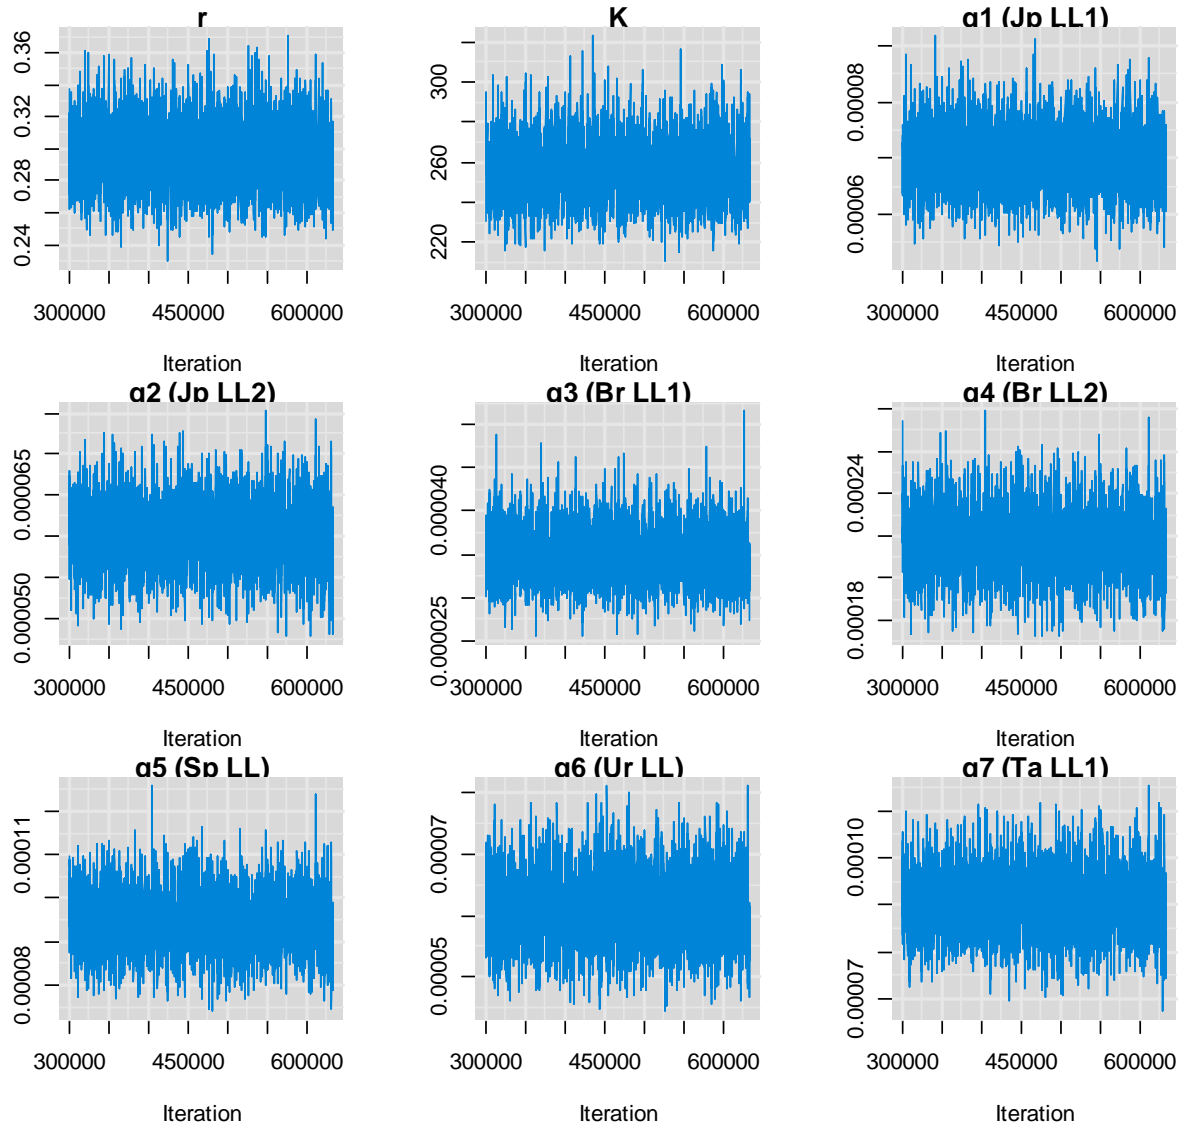 r
K
q1 (Jp LL1)
0.24 0.28 0.32 0.36
220 260 300
0.00006 0.00008
300000 450000 600000
300000 450000 600000
300000 450000 600000
Iteration
Iteration
Iteration
q2 (Jp LL2)
q3 (Br LL1)
q4 (Br LL2)
0.000050 0.000065
0.00025 0.00040
0.00018 0.00024
300000 450000 600000
300000 450000 600000
300000 450000 600000
Iteration
Iteration
Iteration
q5 (Sp LL)
q6 (Ur LL)
q7 (Ta LL1)
0.00008 0.00011
0.00005 0.00007
0.00007 0.00010
300000 450000 600000
300000 450000 600000
300000 450000 600000
Iteration
Iteration
Iteration